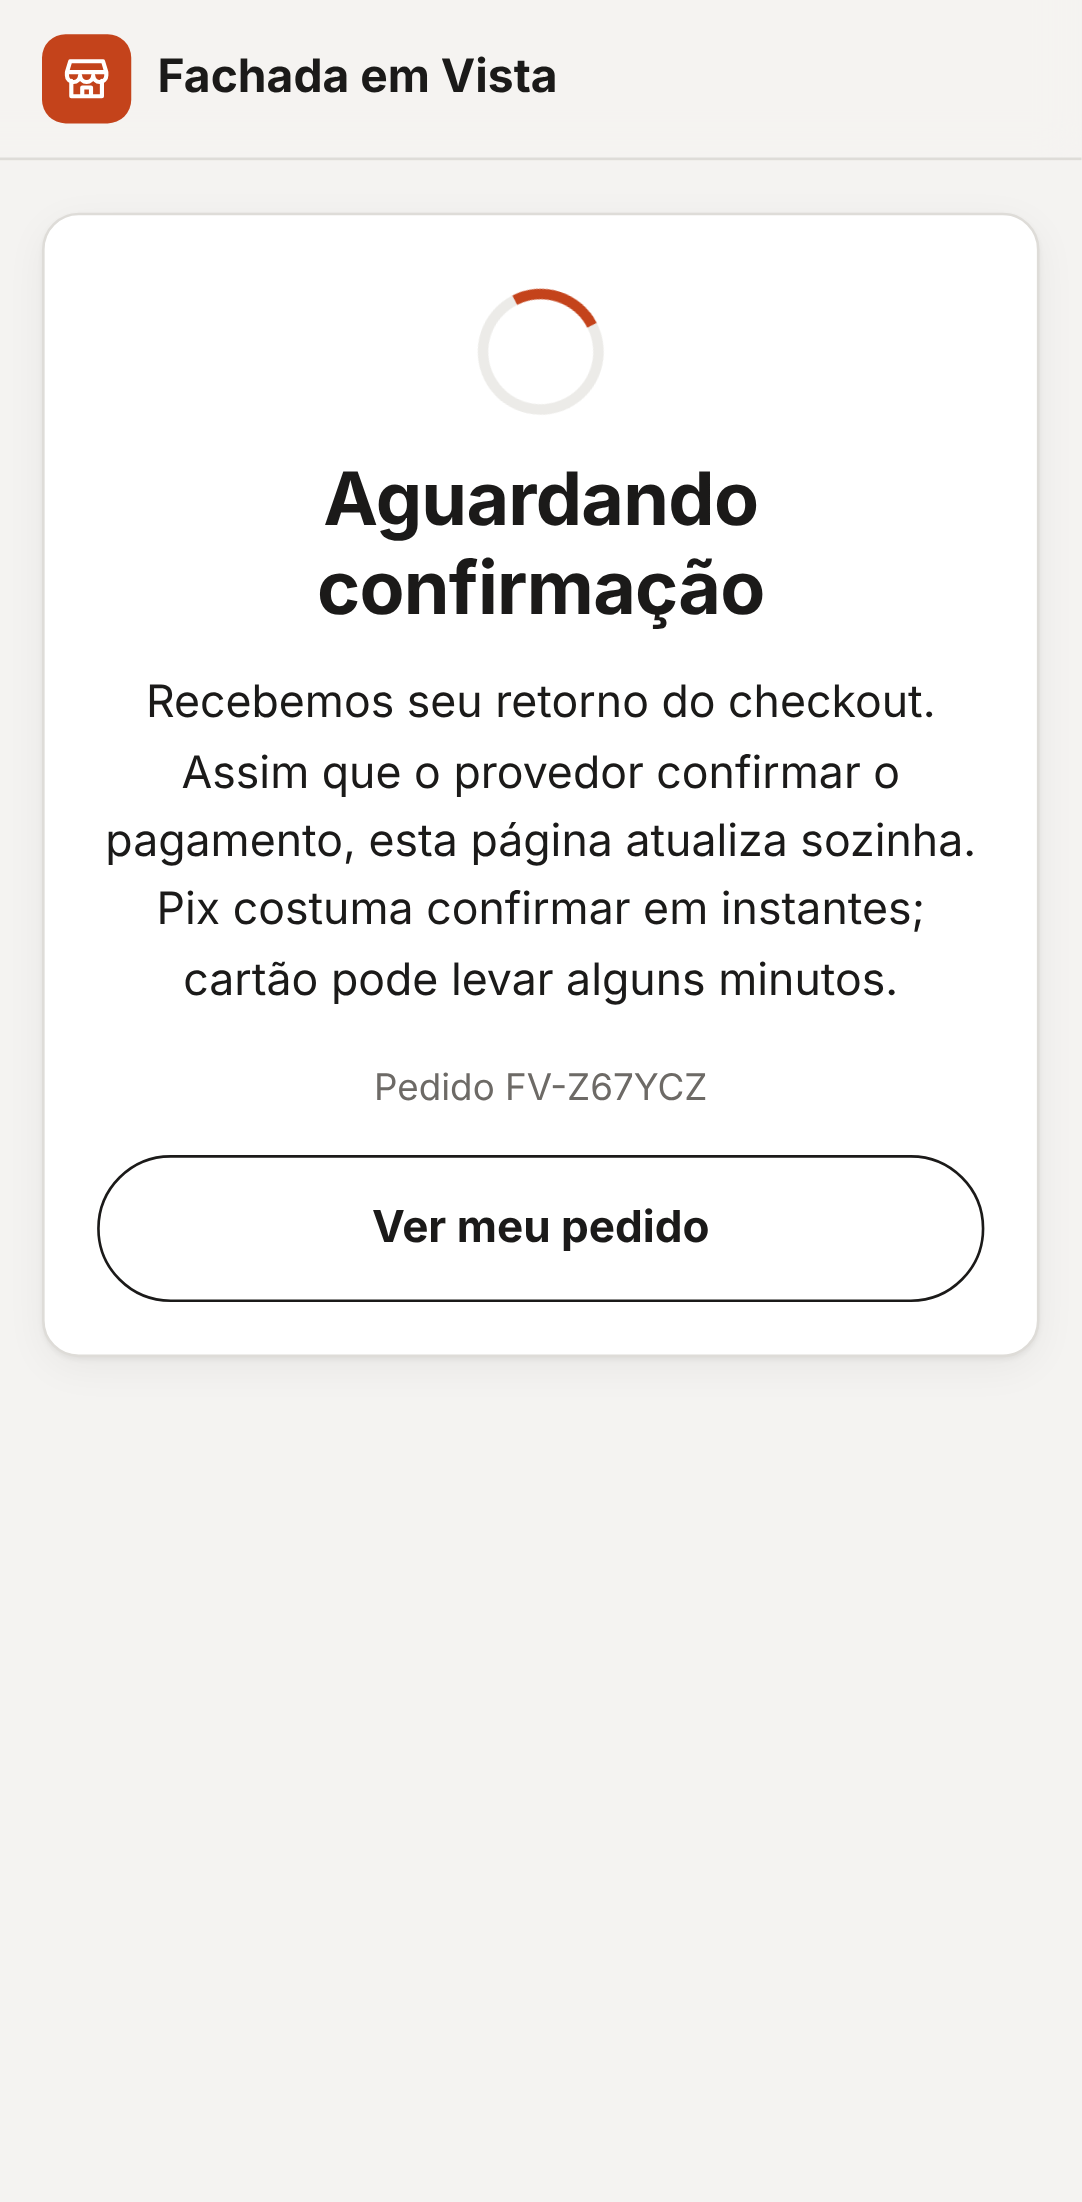 Fachada em Vista
Aguardando
confirmação
Recebemos seu retorno do checkout.
Assim que o provedor confirmar o
pagamento, esta página atualiza sozinha.
Pix costuma confirmar em instantes;
cartão pode levar alguns minutos.
Pedido FV-Z67YCZ
Ver meu pedido